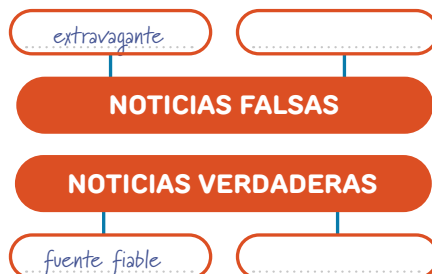 extravagante
NOTICIAS FALSAS
NOTICIAS VERDADERAS
fuente fiable